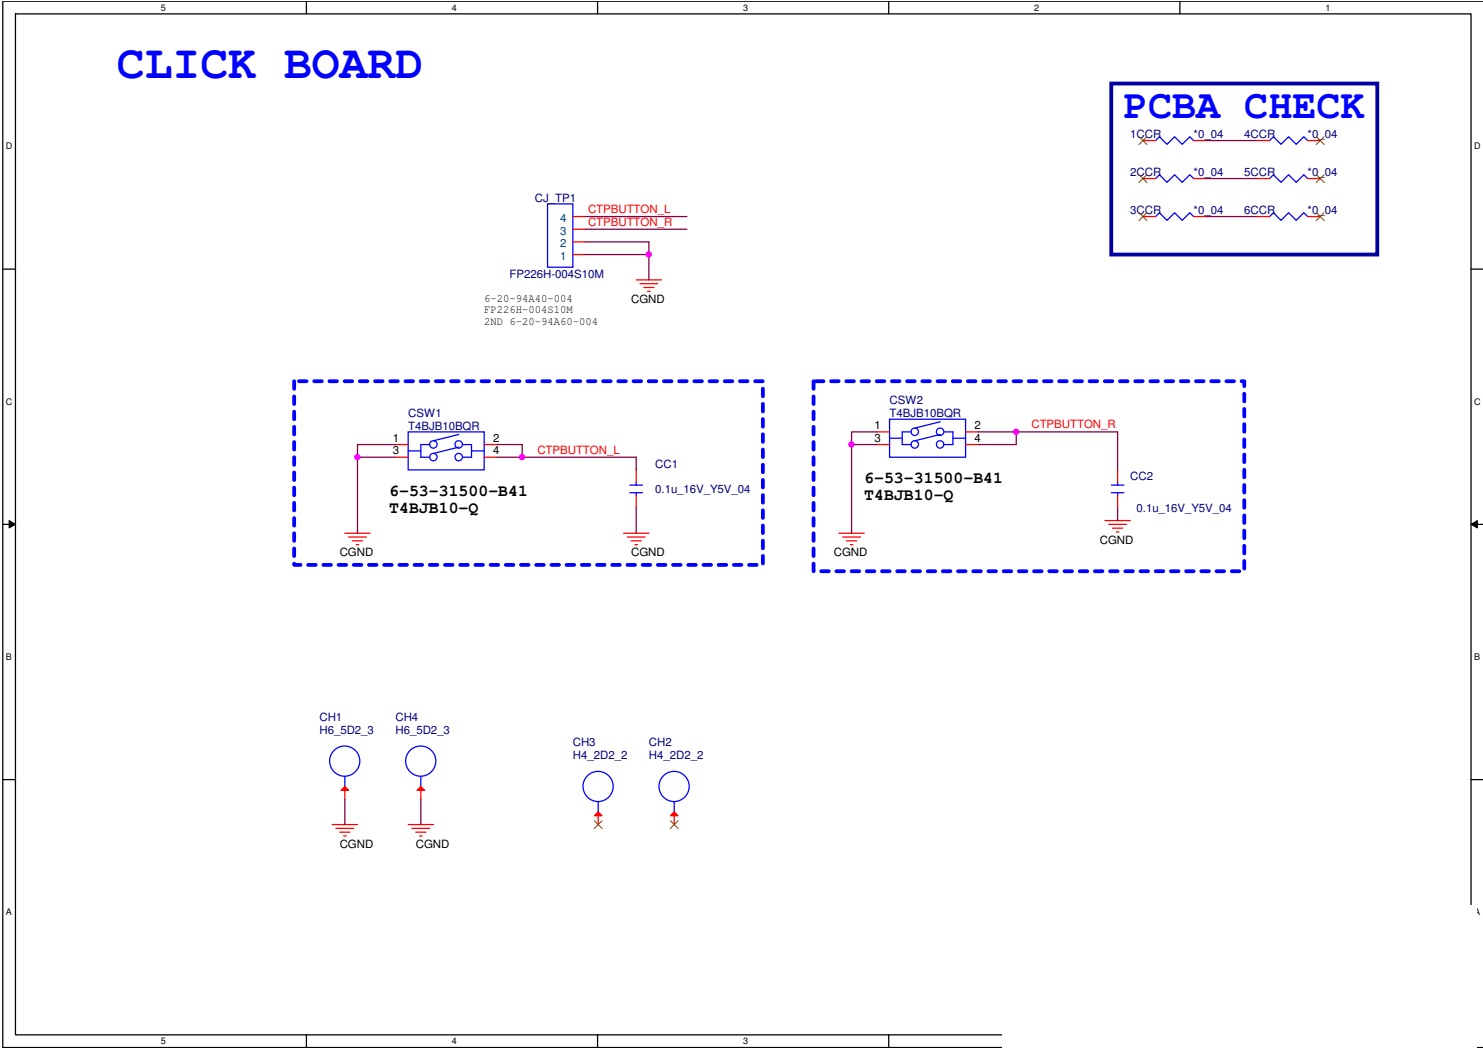 5 4 3 2 1
CLICK BOARD
PCBA CHECK
1CCR *0_04 4CCR *0_04
D D
2CCR *0_04 5CCR *0_04
3CCR *0_04 6CCR *0_04
CJ_TP1
4 CTPBUTTON_L
3 CTPBUTTON_R
2
1
FP226H-004S10M
CGND
6-20-94A40-004
FP226H-004S10M
2ND 6-20-94A60-004
C C
CSW1
T4BJB10BQR
1 2
3 4
CTPBUTTON_L
CC1
0.1u_16V_Y5V_04
6-53-31500-B41
T4BJB10-Q
CGND CGND
CSW2
T4BJB10BQR
1 2
3 4
CTPBUTTON_R
CC2
0.1u_16V_Y5V_04
6-53-31500-B41
T4BJB10-Q
CGND CGND
B B
CH1 CH4
H6_5D2_3 H6_5D2_3
CH3 CH2
H4_2D2_2 H4_2D2_2
CGND CGND
A
5 4 3